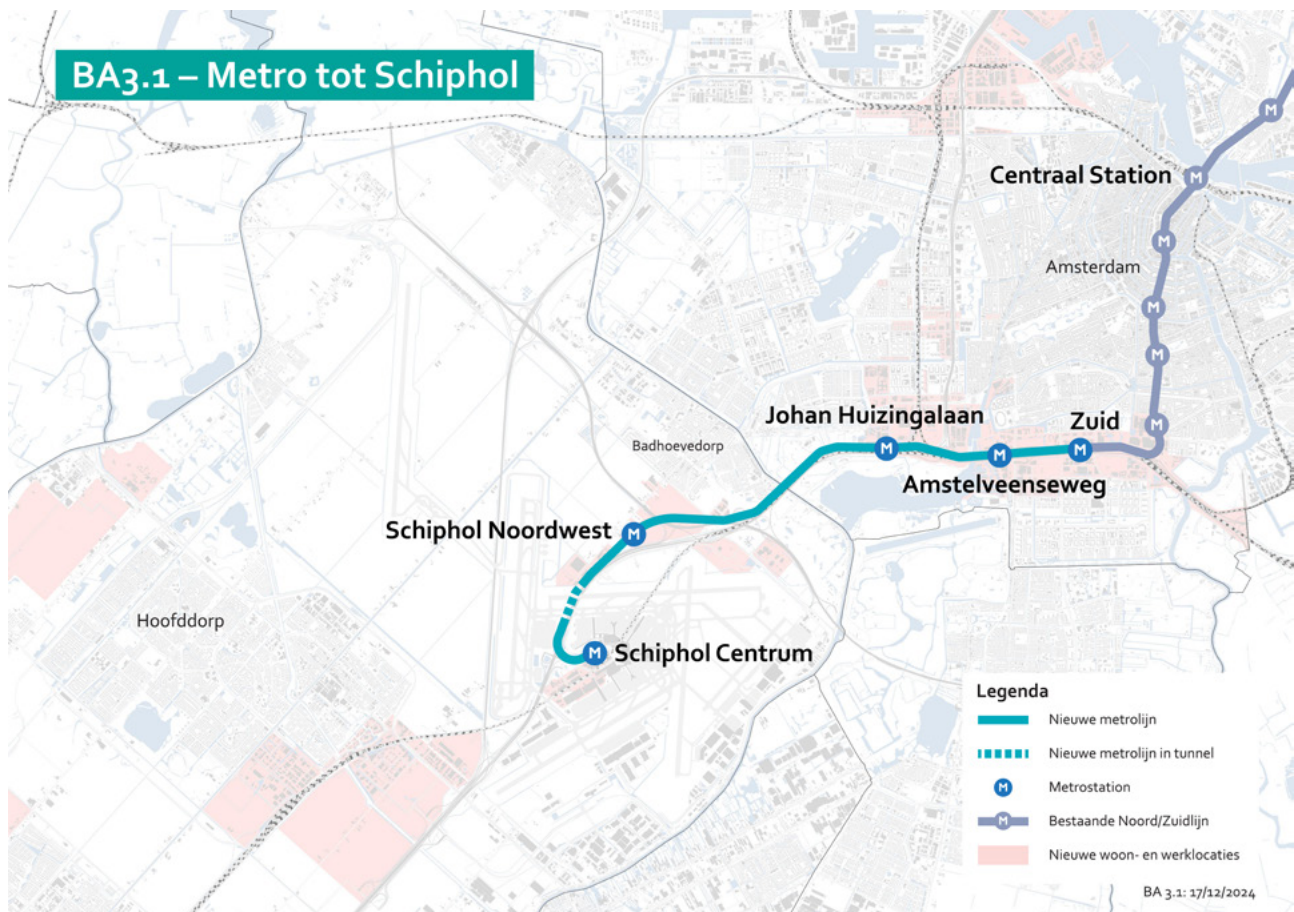 BA3.1 – Metro tot Schiphol
Centraal Station
Amsterdam
Johan Huizingalaan
Zuid
Badhoevedorp
Amstelveenseweg
Schiphol Noordwest
Hoofddorp
Schiphol Centrum
Legenda
Nieuwe metrolijn
Nieuwe metrolijn in tunnel
M Metrostation
M Bestaande Noord/Zuidlijn
Nieuwe woon- en werklocaties
BA 3.1: 17/12/2024